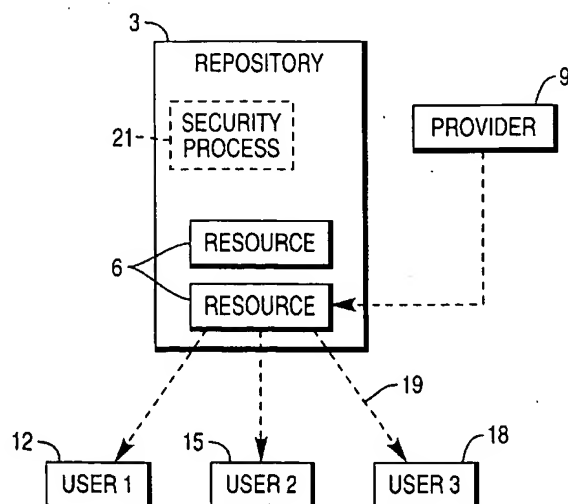 3
REPOSITORY
9
SECURITY
PROCESS
21
PROVIDER
RESOURCE
6
RESOURCE
19
12
15
18
USER 1
USER 2
USER 3